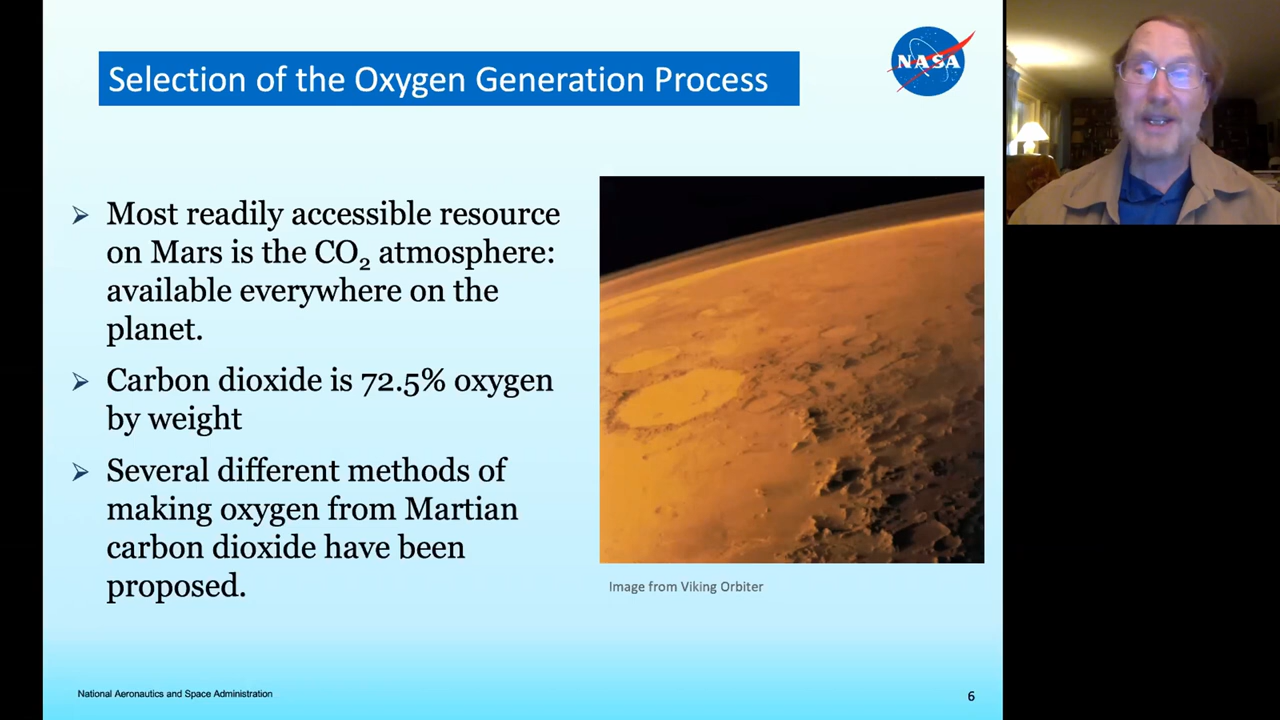 Selection of the Oxygen Generation Process
NASA
Most readily accessible resource
on Mars is the CO₂ atmosphere:
available everywhere on the
planet.
Carbon dioxide is 72.5% oxygen
by weight
Several different methods of
making oxygen from Martian
carbon dioxide have been
proposed.
Image from Viking Orbiter
National Aeronautics and Space Administration
6